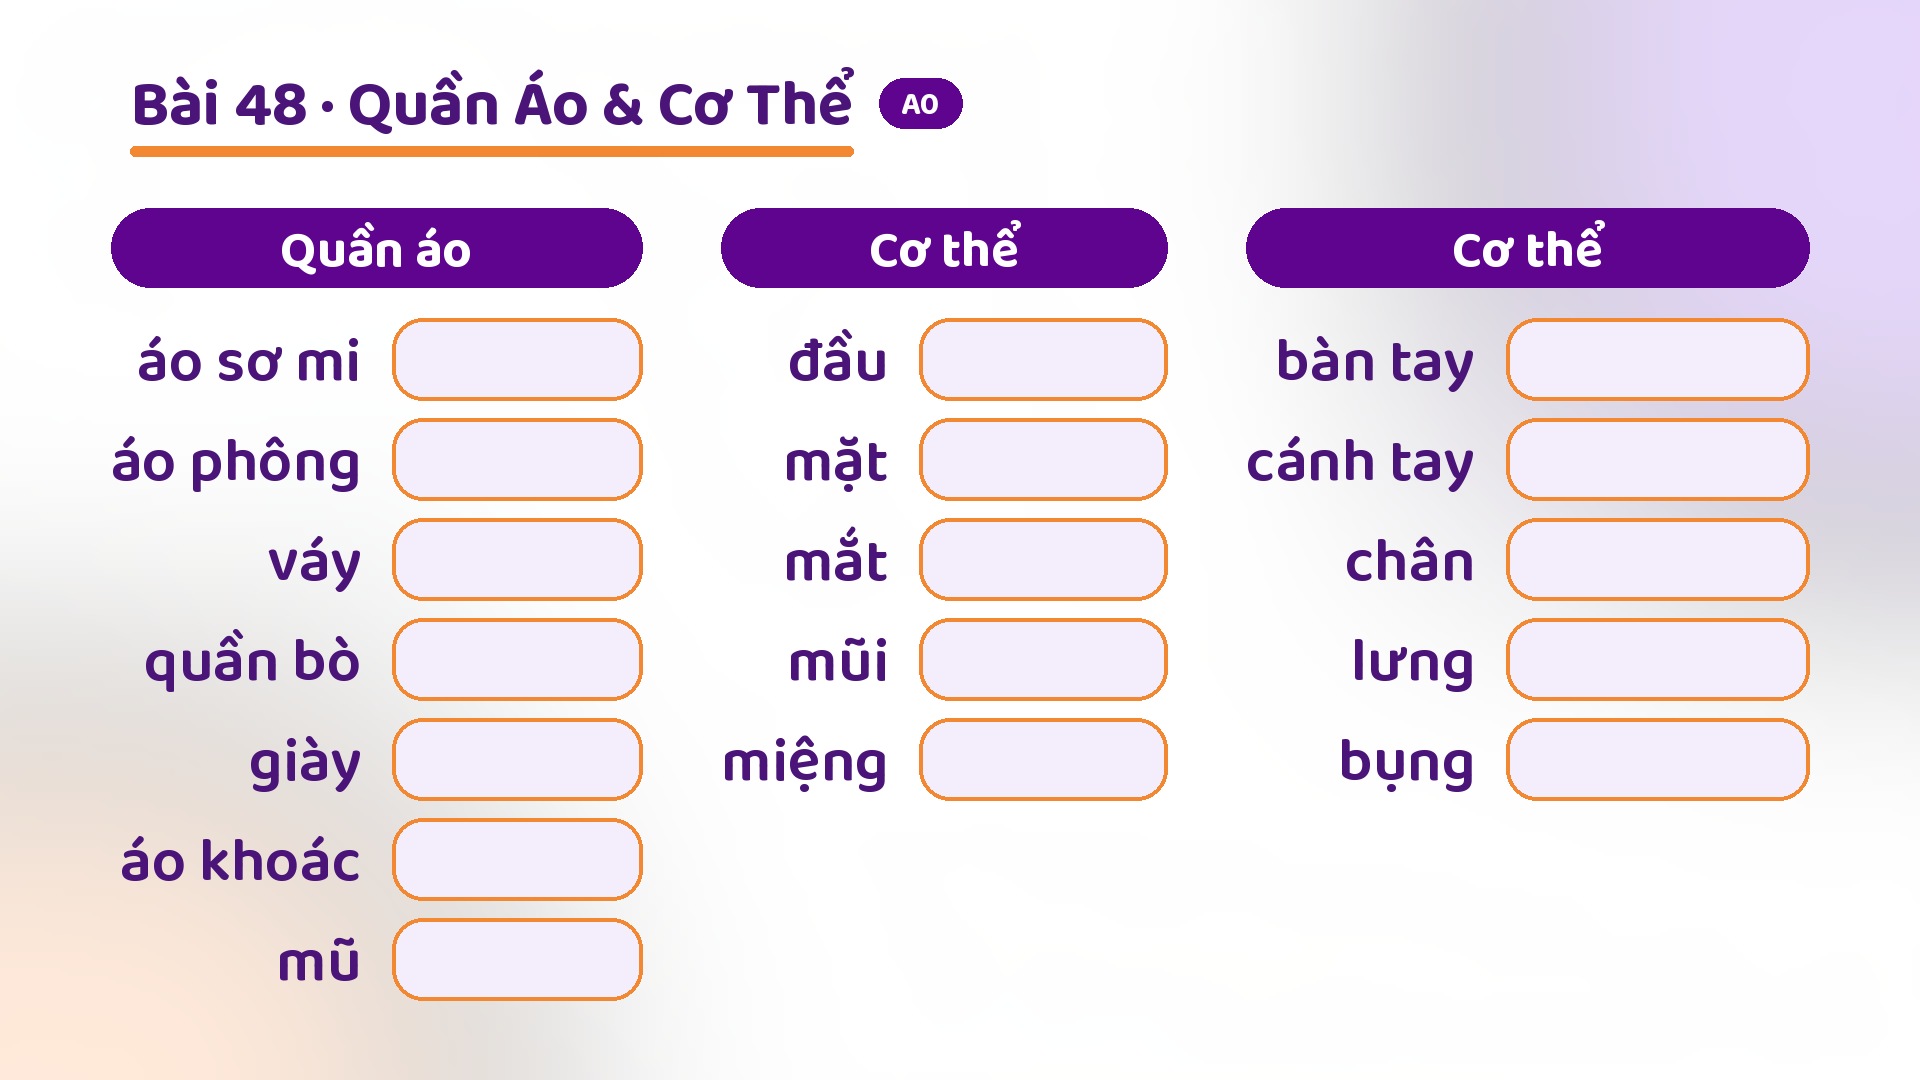 Bài 48 · Quần Áo & Cơ Thể
A0
Quần áo
áo sơ mi
áo phông
váy
quần bò
giày
áo khoác
mũ
Cơ thể
đầu
mặt
mắt
mũi
miệng
Cơ thể
bàn tay
cánh tay
chân
lưng
bụng